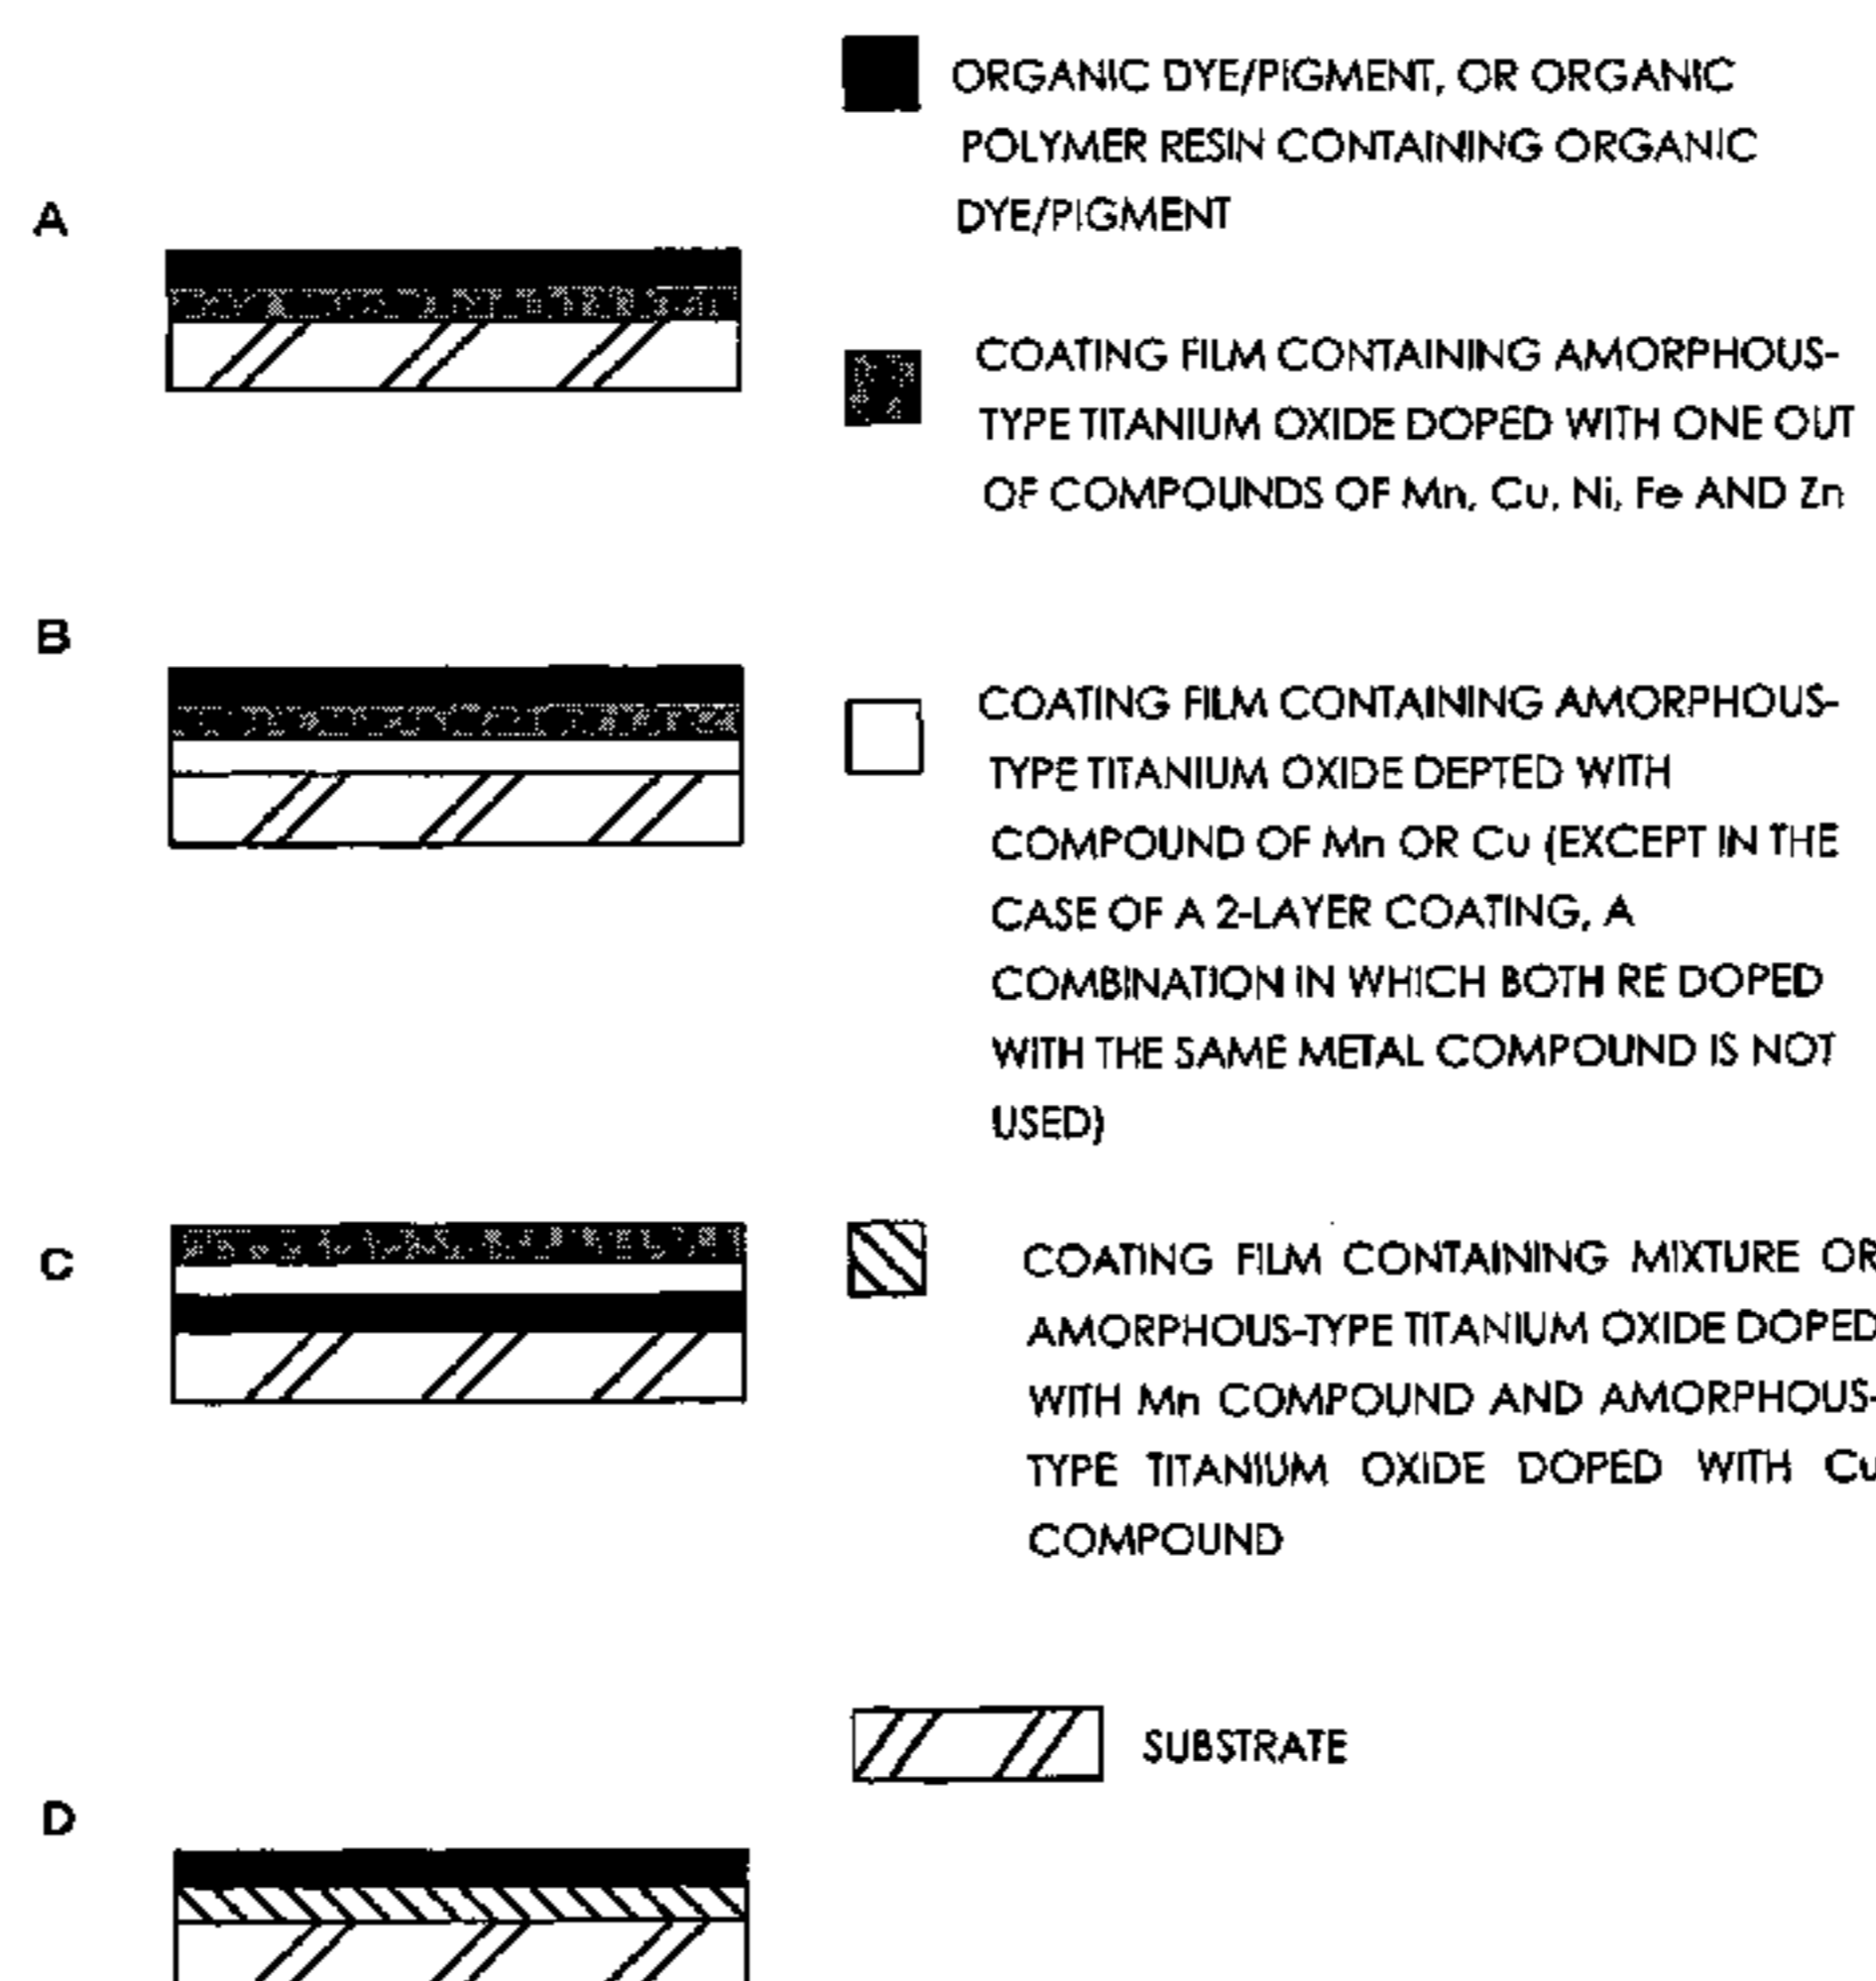 ORGANIC DYE/PIGMENT, OR ORGANIC
POLYMER RESIN CONTAINING ORGANIC
DYE/PIGMENT
A
COATING FILM CONTAINING AMORPHOUS-
TYPE TITANIUM OXIDE DOPED WITH ONE OUT
OF COMPOUNDS OF Mn, Cu, Ni, Fe AND Zn
B
COATING FILM CONTAINING AMORPHOUS-
TYPE TITANIUM OXIDE DEPTED WITH
COMPOUND OF Mn OR Cu (EXCEPT IN THE
CASE OF A 2-LAYER COATING, A
COMBINATION IN WHICH BOTH RE DOPED
WITH THE SAME METAL COMPOUND IS NOT
USED)
C
COATING FILM CONTAINING MIXTURE OR
AMORPHOUS-TYPE TITANIUM OXIDE DOPED
WITH Mn COMPOUND AND AMORPHOUS-
TYPE TITANIUM OXIDE DOPED WITH Cu
COMPOUND
SUBSTRATE
D